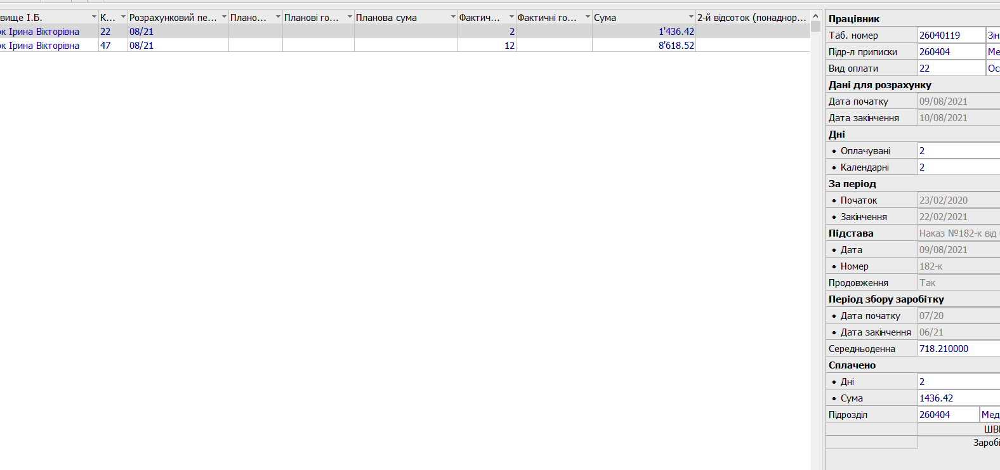 вище І.Б. К... Розрахунковий пе... Плано... Планові го... Планова сума Фактич... Фактичні го... Сума 2-й відсоток (понаднор...
ок Ірина Вікторівна 22 08/21 2 1'436.42
ок Ірина Вікторівна 47 08/21 12 8'618.52
Працівник
Таб. номер 26040119 Зін
Підр-л приписки 260404 Ме
Вид оплати 22 Ос
Дані для розрахунку
Дата початку 09/08/2021
Дата закінчення 10/08/2021
Дні
• Оплачувані 2
• Календарні 2
За період
• Початок 23/02/2020
• Закінчення 22/02/2021
Підстава Наказ №182-к від
• Дата 09/08/2021
• Номер 182-к
Продовження Так
Період збору заробітку
• Дата початку 07/20
• Дата закінчення 06/21
Середньоденна 718.210000
Сплачено
• Дні 2
• Сума 1436.42
Підрозділ 260404 Мед
ШВ
Заробі